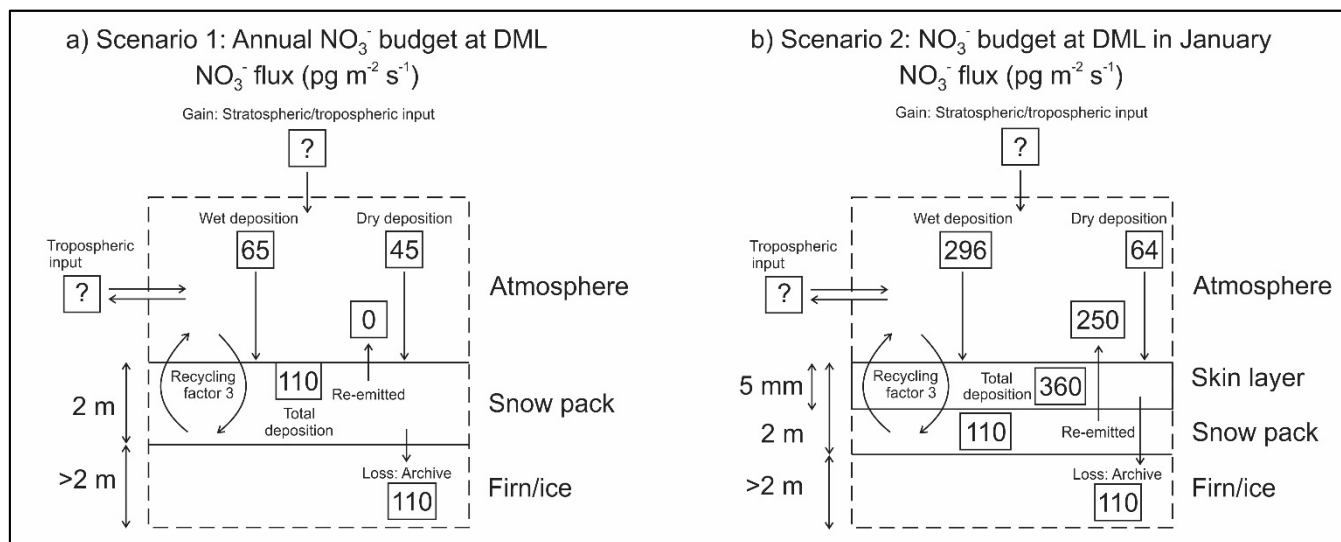 a) Scenario 1: Annual NO₃⁻ budget at DML
NO₃⁻ flux (pg m⁻² s⁻¹)
Gain: Stratospheric/tropospheric input
?
Wet deposition
65
Dry deposition
45
Tropospheric
input
?
0
Atmosphere
Recycling
factor 3
110
Total
deposition
Re-emitted
2 m
Snow pack
>2 m
Loss: Archive
110
Firn/ice
b) Scenario 2: NO₃⁻ budget at DML in January
NO₃⁻ flux (pg m⁻² s⁻¹)
Gain: Stratospheric/tropospheric input
?
Wet deposition
296
Dry deposition
64
Tropospheric
input
?
250
Atmosphere
5 mm
Recycling
factor 3
Total
deposition
360
Skin layer
2 m
110
Re-emitted
Snow pack
>2 m
Loss: Archive
110
Firn/ice